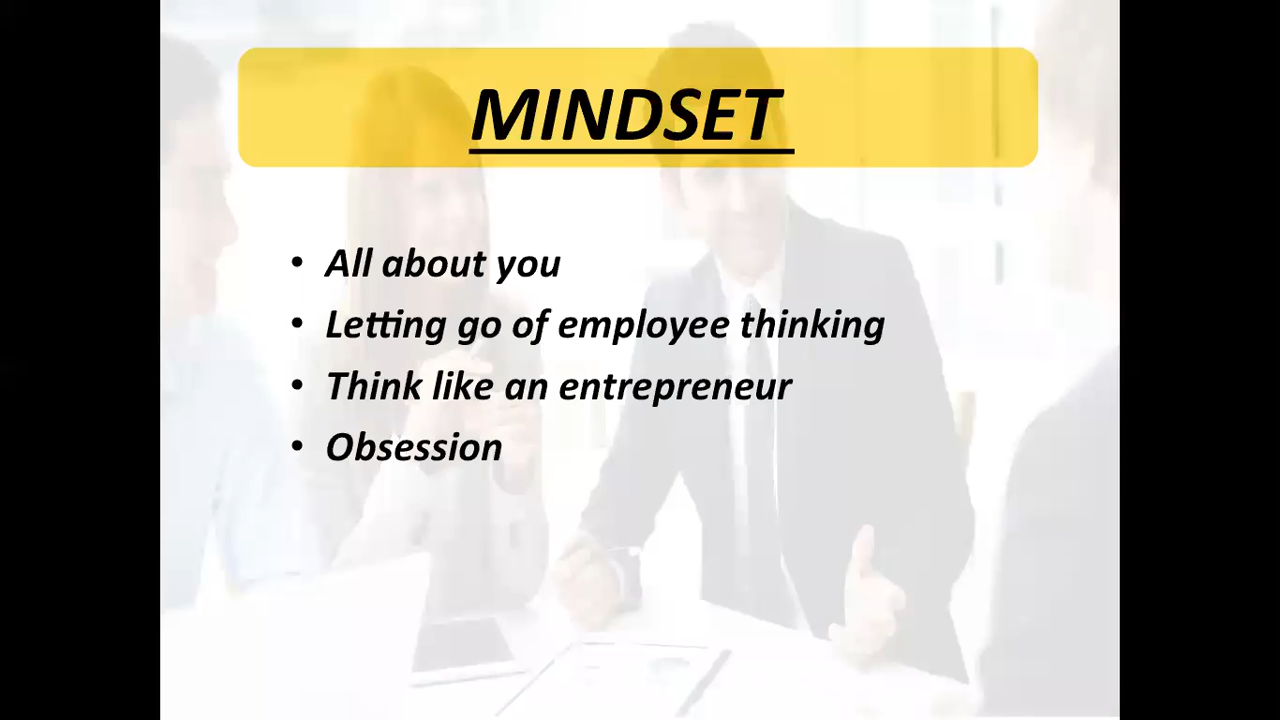 MINDSET
• All about you
• Letting go of employee thinking
• Think like an entrepreneur
• Obsession